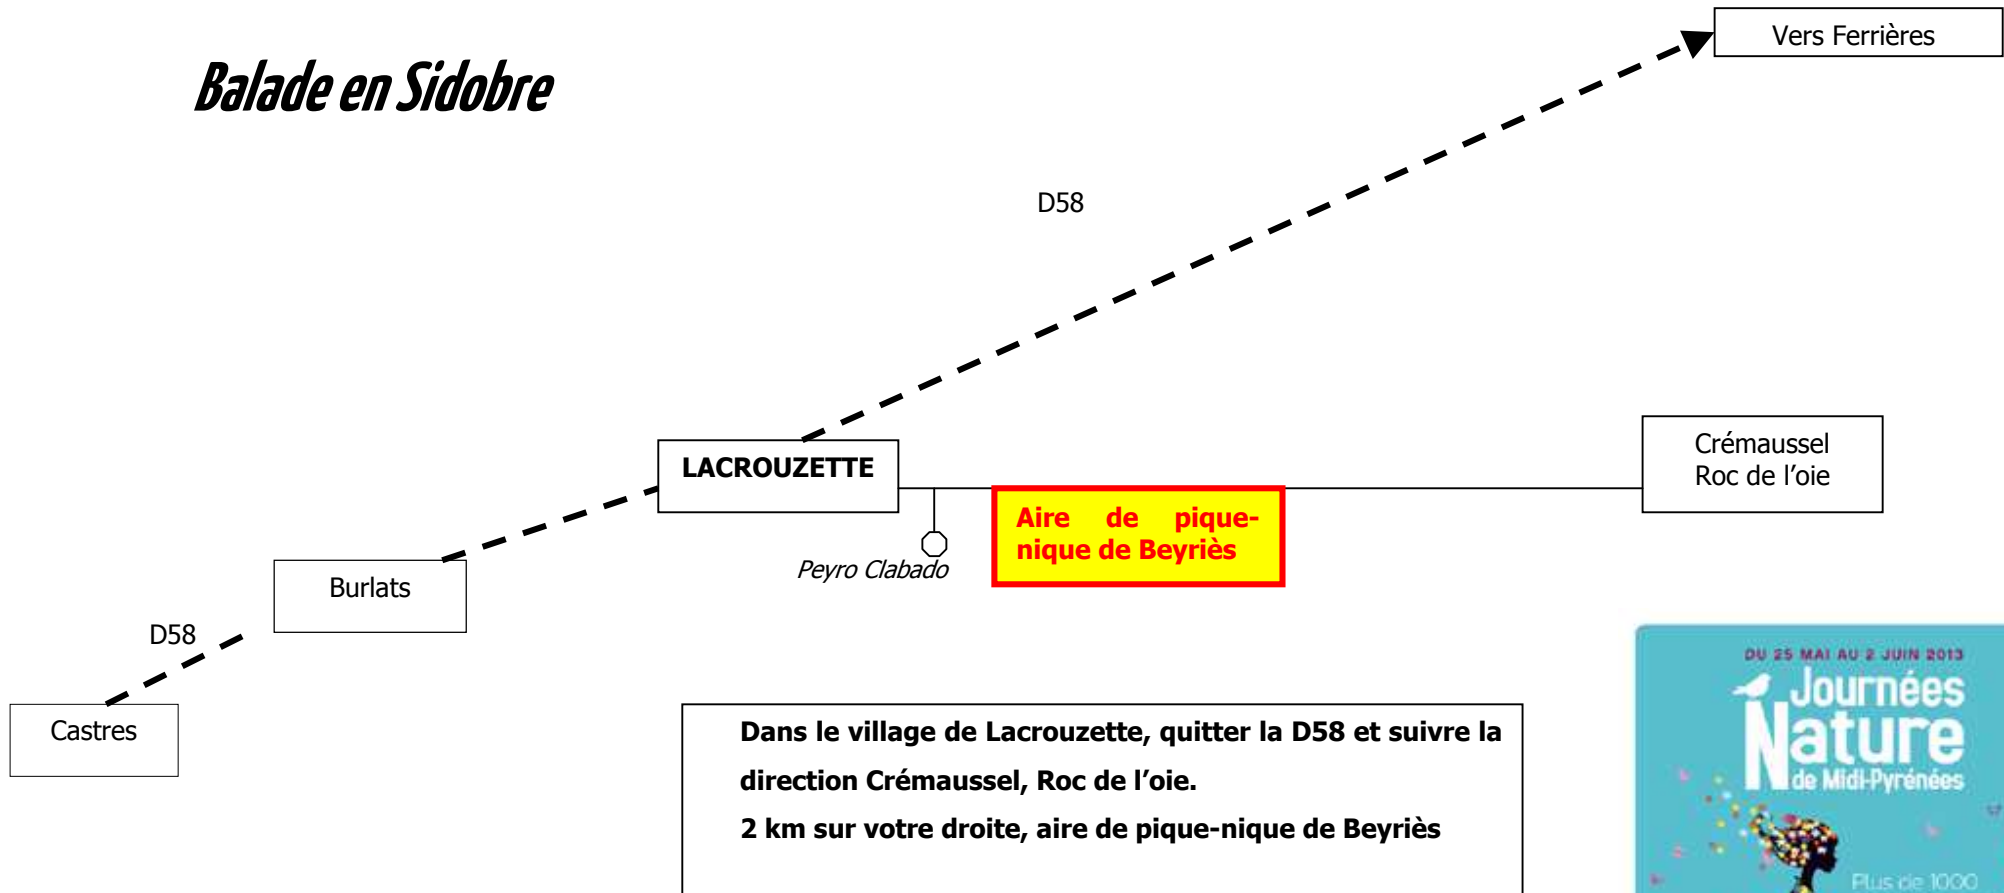 Vers Ferrières
Balade en Sidobre
D58
LACROUZETTE
Crémaussel
Roc de l’oie
Aire de pique-
nique de Beyriès
Peyro Clabado
Burlats
D58
Castres
Dans le village de Lacrouzette, quitter la D58 et suivre la
direction Crémaussel, Roc de l’oie.
2 km sur votre droite, aire de pique-nique de Beyriès
DU 25 MAI AU 2 JUIN 2013
Journées
Nature
de Midi-Pyrénées
Plus de 1000